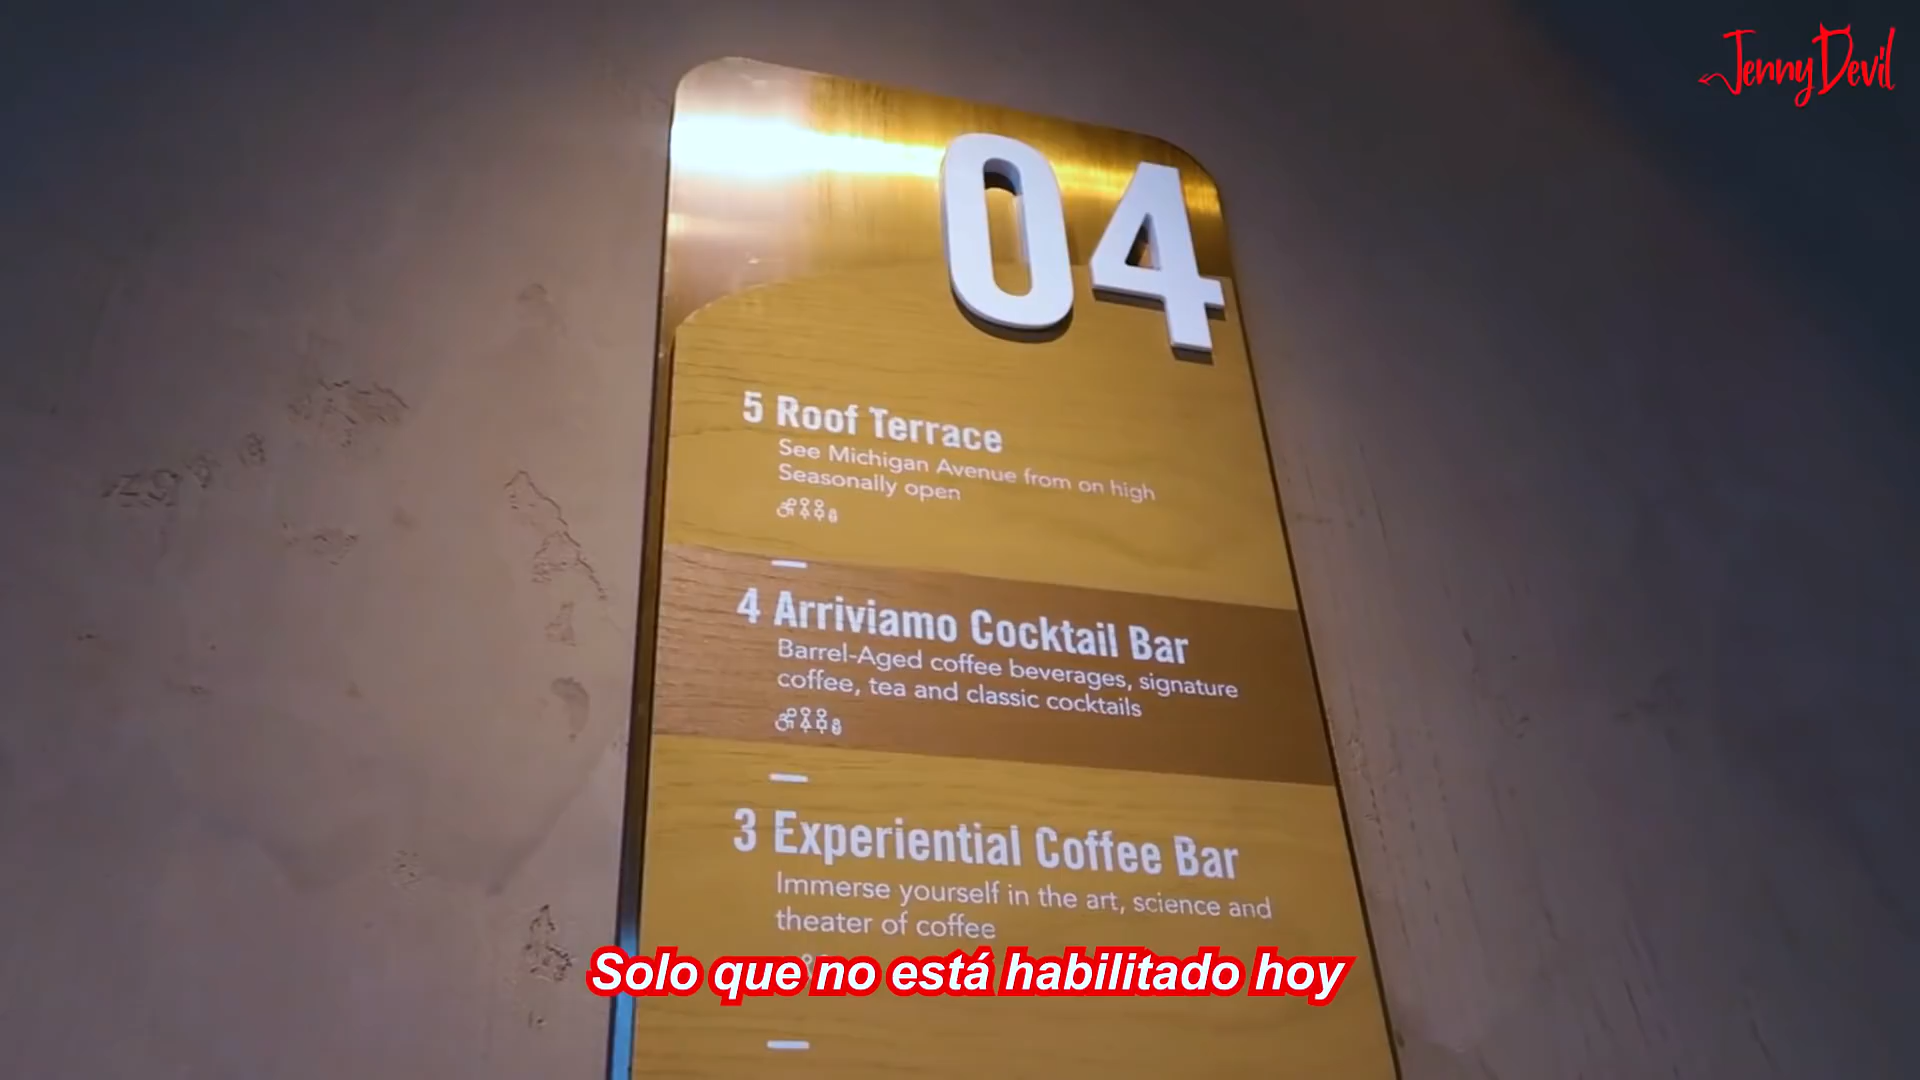 Jenny Devil
04
5 Roof Terrace
See Michigan Avenue from on high
Seasonally open
4 Arriviamo Cocktail Bar
Barrel-Aged coffee beverages, signature
coffee, tea and classic cocktails
3 Experiential Coffee Bar
Immerse yourself in the art, science and
theater of coffee
Solo que no está habilitado hoy